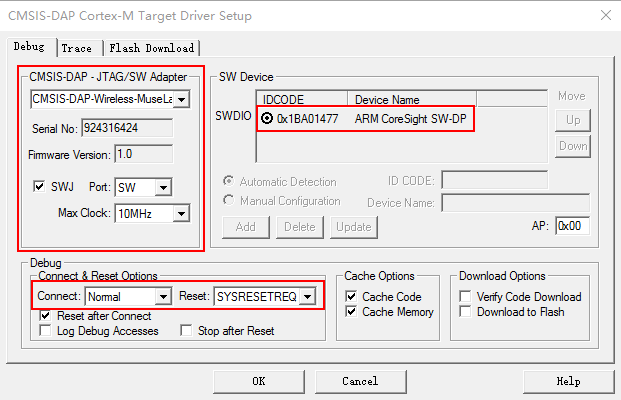 CMSIS-DAP Cortex-M Target Driver Setup
Debug Trace Flash Download
CMSIS-DAP - JTAG/SW Adapter
CMSIS-DAP-Wireless-MuseLa
Serial No: 924316424
Firmware Version: 1.0
SWJ Port: SW
Max Clock: 10MHz
SW Device
IDCODE Device Name
SWDIO 0x1BA01477 ARM CoreSight SW-DP
Move
Up
Down
Automatic Detection ID CODE:
Manual Configuration Device Name:
Add Delete Update AP: 0x00
Debug
Connect & Reset Options
Connect: Normal Reset: SYSRESETREQ
Reset after Connect
Log Debug Accesses Stop after Reset
Cache Options
Cache Code
Cache Memory
Download Options
Verify Code Download
Download to Flash
OK Cancel Help